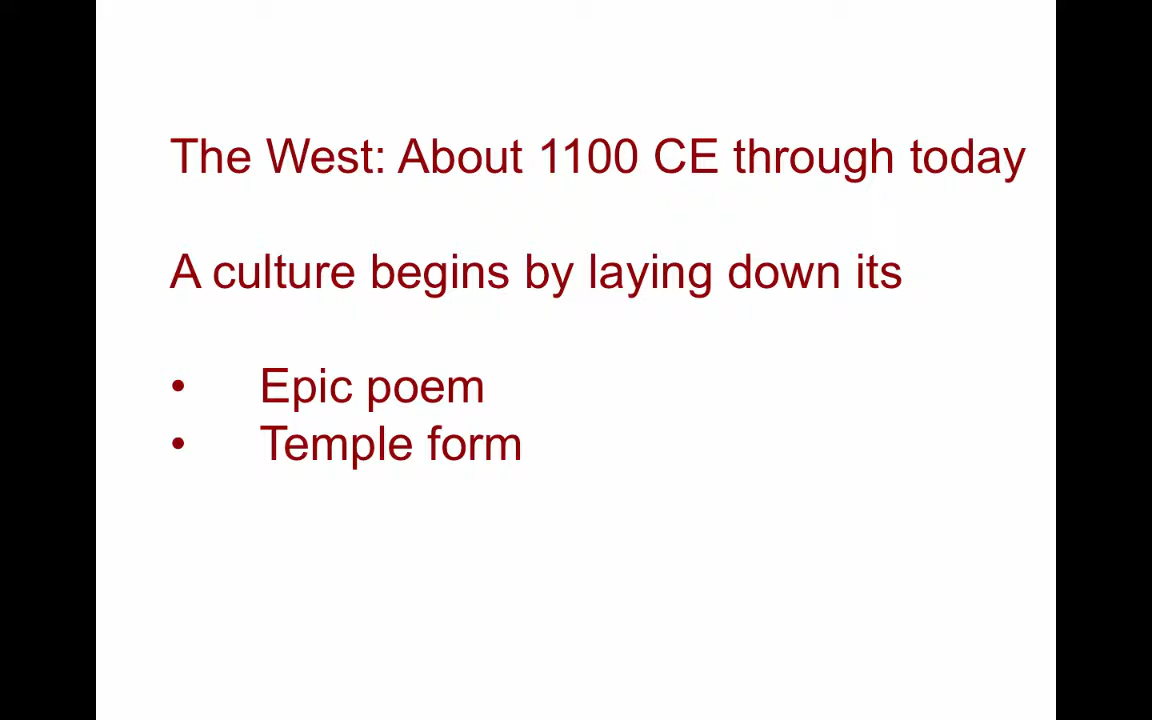 The West: About 1100 CE through today
A culture begins by laying down its
• Epic poem
• Temple form